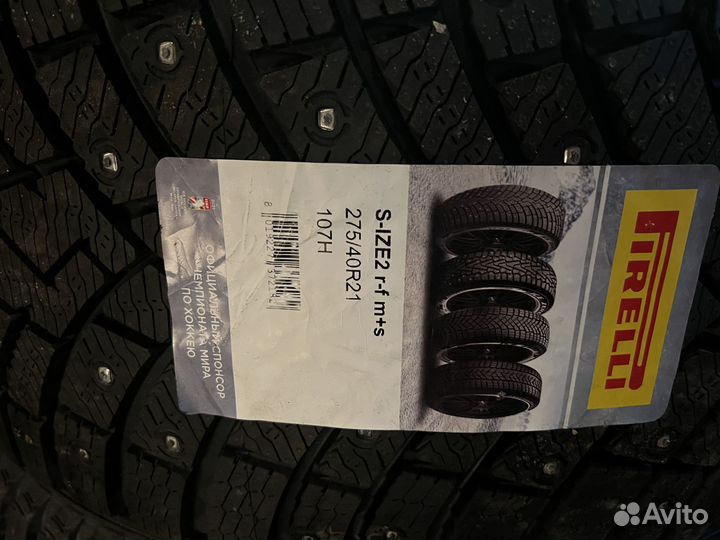 PIRELLI
S-IZE2 r-f m+s
275/40R21
107H
ОФИЦИАЛЬНЫЙ СПОНСОР
ЧЕМПИОНАТА МИРА
ПО ХОККЕЮ
Avito